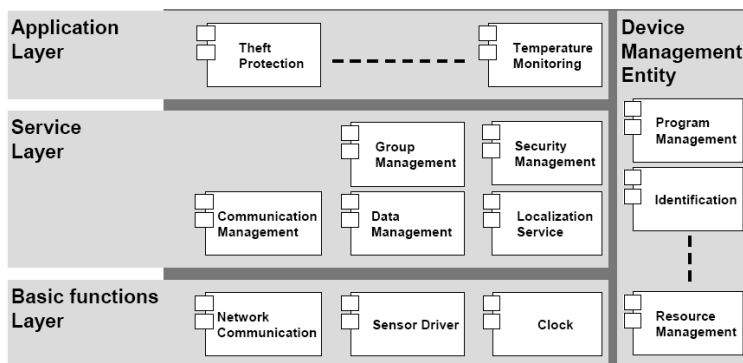 Application
Layer
Theft
Protection
Temperature
Monitoring
Device
Management
Entity
Service
Layer
Group
Management
Security
Management
Communication
Management
Data
Management
Localization
Service
Program
Management
Identification
Resource
Management
Basic functions
Layer
Network
Communication
Sensor Driver
Clock